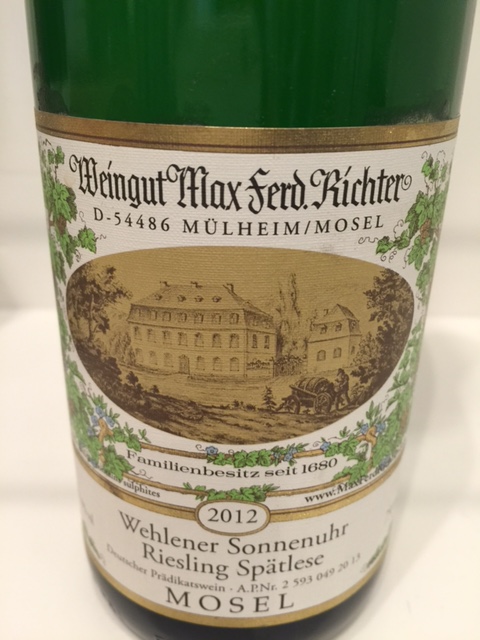 Weingut Max Ferd. Richter
D-54486 MÜLHEIM/MOSEL
Familienbesitz seit 1680
sulphites
2012
Wehlener Sonnenuhr
Riesling Spätlese
Deutscher Prädikatswein - A.P.Nr. 2 593 049 20 13
MOSEL